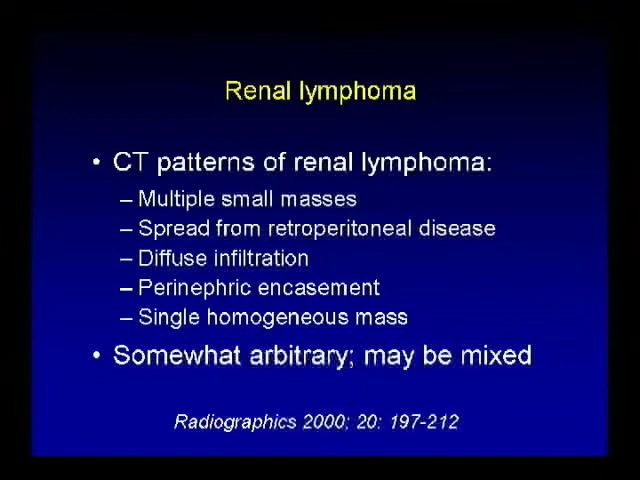 Renal lymphoma
• CT patterns of renal lymphoma:
– Multiple small masses
– Spread from retroperitoneal disease
– Diffuse infiltration
– Perinephric encasement
– Single homogeneous mass
• Somewhat arbitrary; may be mixed
Radiographics 2000; 20: 197-212